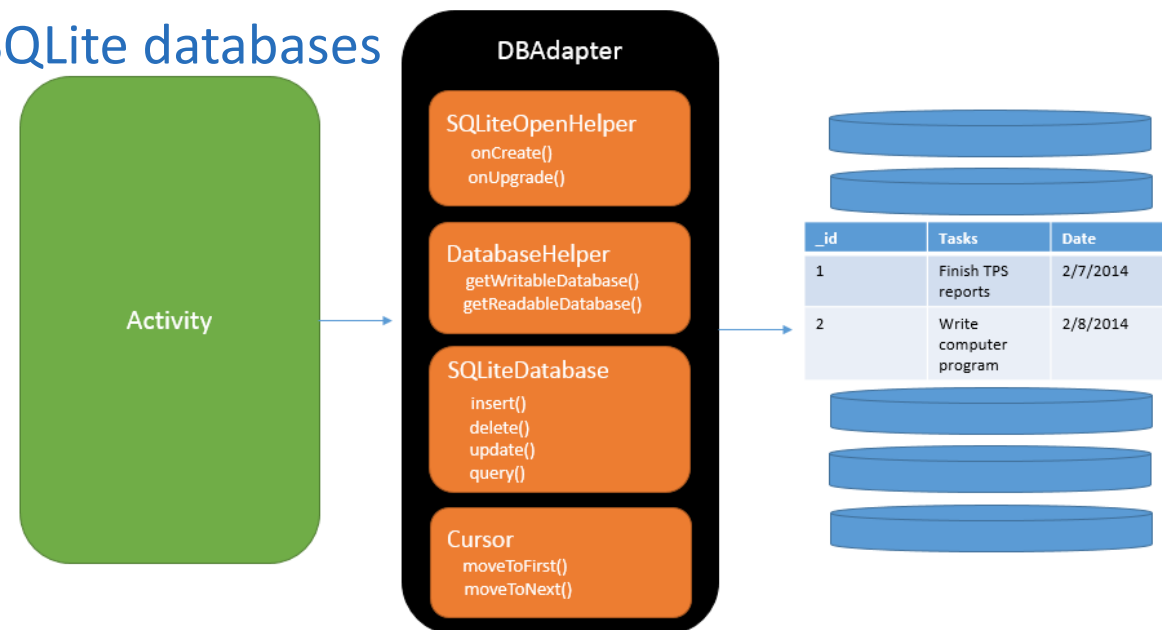 SQLite databases
DBAdapter
Activity
SQLiteOpenHelper
onCreate()
onUpgrade()
DatabaseHelper
getWritableDatabase()
getReadableDatabase()
SQLiteDatabase
insert()
delete()
update()
query()
Cursor
moveToFirst()
moveToNext()
_id Tasks Date
1 Finish TPS 2/7/2014
reports
2 Write 2/8/2014
computer
program